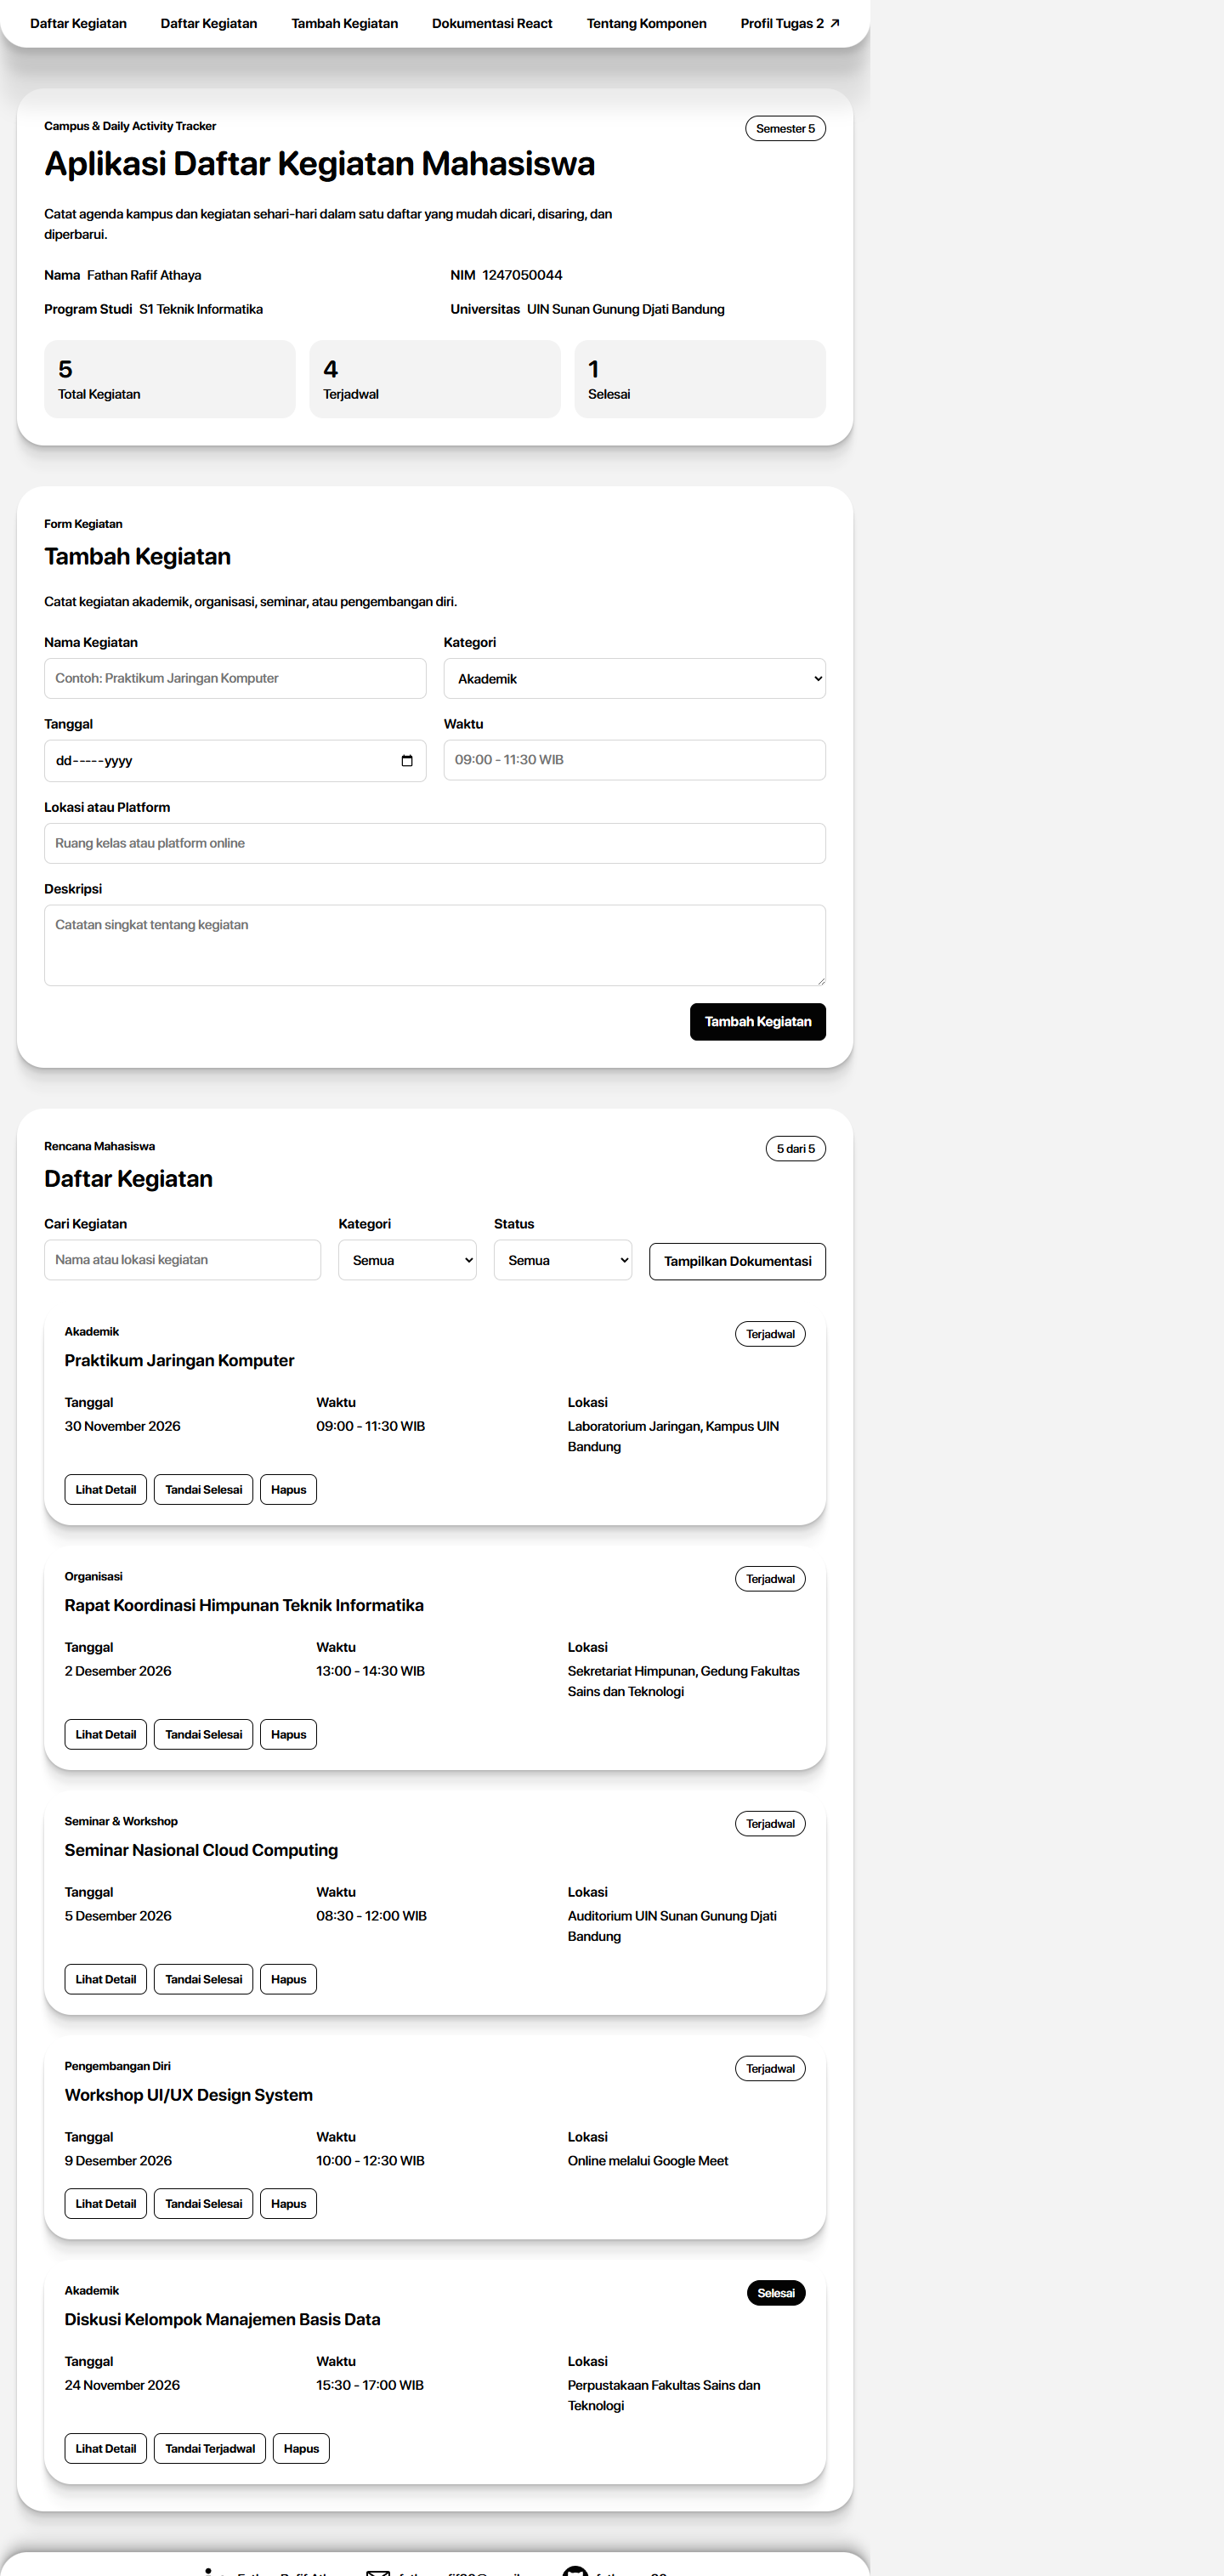 Daftar Kegiatan Daftar Kegiatan Tambah Kegiatan Dokumentasi React Tentang Komponen Profil Tugas 2 ↗
Campus & Daily Activity Tracker
Semester 5
Aplikasi Daftar Kegiatan Mahasiswa
Catat agenda kampus dan kegiatan sehari-hari dalam satu daftar yang mudah dicari, disaring, dan
diperbarui.
Nama Fathan Rafif Athaya
NIM 1247050044
Program Studi S1 Teknik Informatika
Universitas UIN Sunan Gunung Djati Bandung
5
Total Kegiatan
4
Terjadwal
1
Selesai
Form Kegiatan
Tambah Kegiatan
Catat kegiatan akademik, organisasi, seminar, atau pengembangan diri.
Nama Kegiatan
Contoh: Praktikum Jaringan Komputer
Kategori
Akademik
Tanggal
dd-----yyyy
Waktu
09:00 - 11:30 WIB
Lokasi atau Platform
Ruang kelas atau platform online
Deskripsi
Catatan singkat tentang kegiatan
Tambah Kegiatan
Rencana Mahasiswa
5 dari 5
Daftar Kegiatan
Cari Kegiatan
Nama atau lokasi kegiatan
Kategori
Semua
Status
Semua
Tampilkan Dokumentasi
Akademik
Terjadwal
Praktikum Jaringan Komputer
Tanggal
30 November 2026
Waktu
09:00 - 11:30 WIB
Lokasi
Laboratorium Jaringan, Kampus UIN
Bandung
Lihat Detail Tandai Selesai Hapus
Organisasi
Terjadwal
Rapat Koordinasi Himpunan Teknik Informatika
Tanggal
2 Desember 2026
Waktu
13:00 - 14:30 WIB
Lokasi
Sekretariat Himpunan, Gedung Fakultas
Sains dan Teknologi
Lihat Detail Tandai Selesai Hapus
Seminar & Workshop
Terjadwal
Seminar Nasional Cloud Computing
Tanggal
5 Desember 2026
Waktu
08:30 - 12:00 WIB
Lokasi
Auditorium UIN Sunan Gunung Djati
Bandung
Lihat Detail Tandai Selesai Hapus
Pengembangan Diri
Terjadwal
Workshop UI/UX Design System
Tanggal
9 Desember 2026
Waktu
10:00 - 12:30 WIB
Lokasi
Online melalui Google Meet
Lihat Detail Tandai Selesai Hapus
Akademik
Selesai
Diskusi Kelompok Manajemen Basis Data
Tanggal
24 November 2026
Waktu
15:30 - 17:00 WIB
Lokasi
Perpustakaan Fakultas Sains dan
Teknologi
Lihat Detail Tandai Terjadwal Hapus